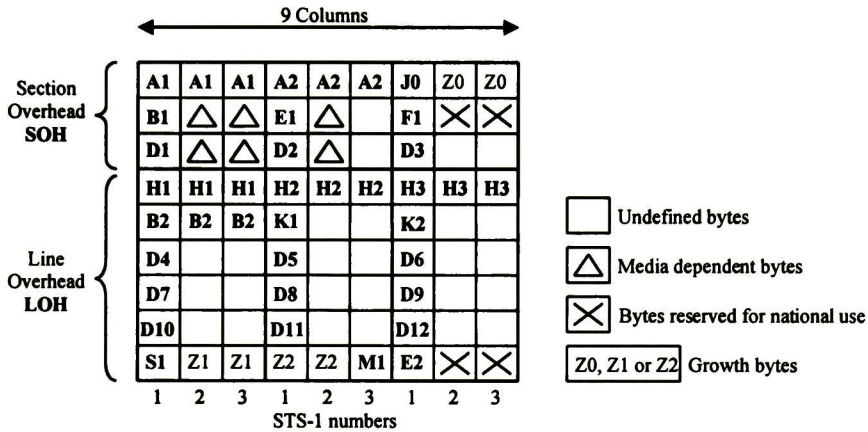 9 Columns
Section
Overhead
SOH
A1 A1 A1 A2 A2 A2 J0 Z0 Z0
B1 E1 F1
D1 D2 D3
H1 H1 H1 H2 H2 H2 H3 H3 H3
B2 B2 B2 K1 K2
D4 D5 D6
D7 D8 D9
D10 D11 D12
S1 Z1 Z1 Z2 Z2 M1 E2
Line
Overhead
LOH
1 2 3 1 2 3 1 2 3
STS-1 numbers
Undefined bytes
Media dependent bytes
Bytes reserved for national use
Z0, Z1 or Z2 Growth bytes